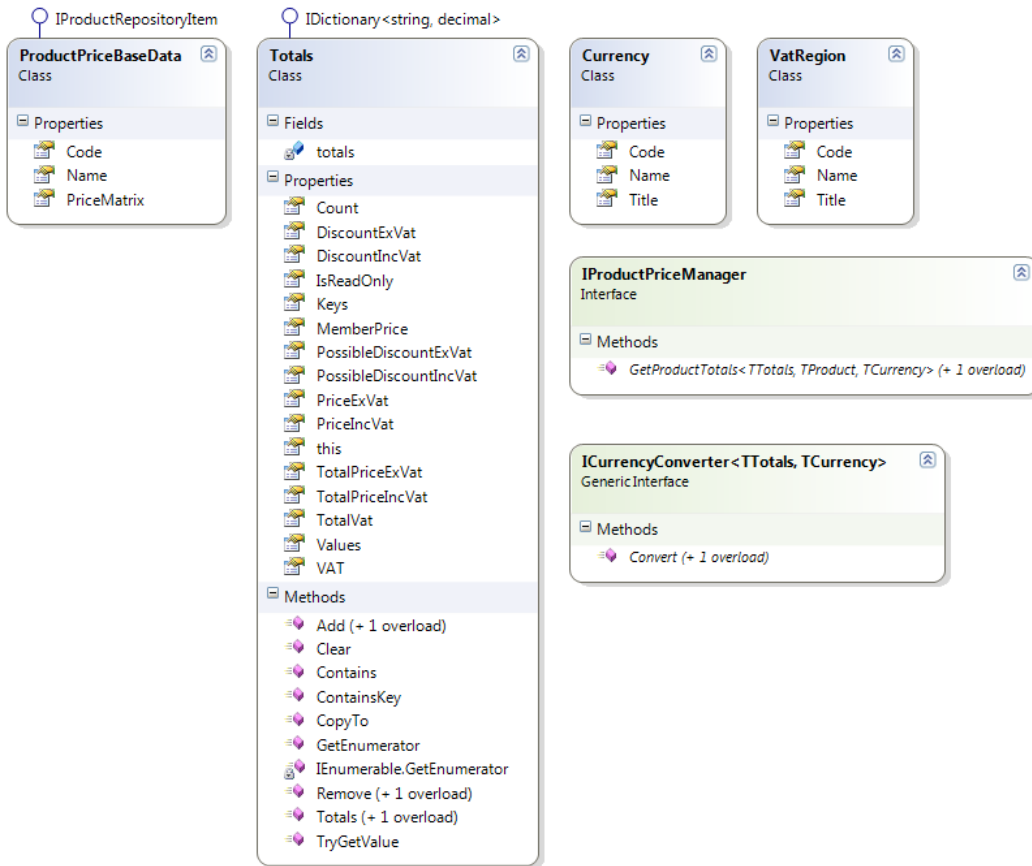 IProductRepositoryItem
ProductPriceBaseData
Class
Properties
Code
Name
PriceMatrix
IDictionary<string, decimal>
Totals
Class
Fields
totals
Properties
Count
DiscountExVat
DiscountIncVat
IsReadOnly
Keys
MemberPrice
PossibleDiscountExVat
PossibleDiscountIncVat
PriceExVat
PriceIncVat
this
TotalPriceExVat
TotalPriceIncVat
TotalVat
Values
VAT
Methods
Add (+ 1 overload)
Clear
Contains
ContainsKey
CopyTo
GetEnumerator
IEnumerable.GetEnumerator
Remove (+ 1 overload)
Totals (+ 1 overload)
TryGetValue
Currency
Class
Properties
Code
Name
Title
VatRegion
Class
Properties
Code
Name
Title
IProductPriceManager
Interface
Methods
GetProductTotals<TTotals, TProduct, TCurrency> (+ 1 overload)
ICurrencyConverter<TTotals, TCurrency>
Generic Interface
Methods
Convert (+ 1 overload)